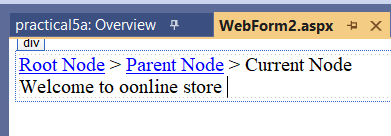 practical5a: Overview WebForm2.aspx
div
Root Node > Parent Node > Current Node
Welcome to oonline store